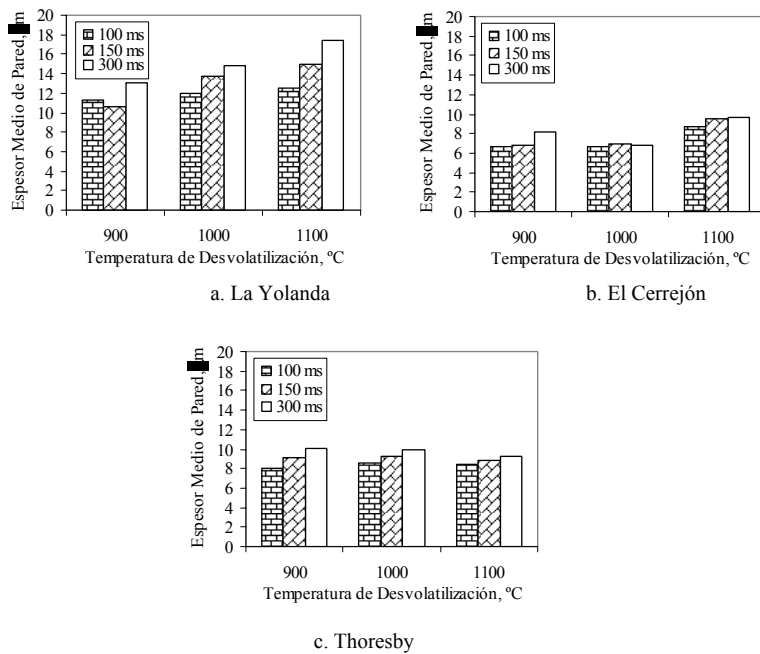 Espesor Medio de Pared, m
20
18
16
14
12
10
8
6
4
2
0
100 ms
150 ms
300 ms
900 1000 1100
Temperatura de Desvolatilización, ºC
a. La Yolanda
Espesor Medio de Pared, m
20
18
16
14
12
10
8
6
4
2
0
100 ms
150 ms
300 ms
900 1000 1100
Temperatura de Desvolatilización, ºC
b. El Cerrejón
Espesor Medio de Pared, m
20
18
16
14
12
10
8
6
4
2
0
100 ms
150 ms
300 ms
900 1000 1100
Temperatura de Desvolatilización, ºC
c. Thoresby